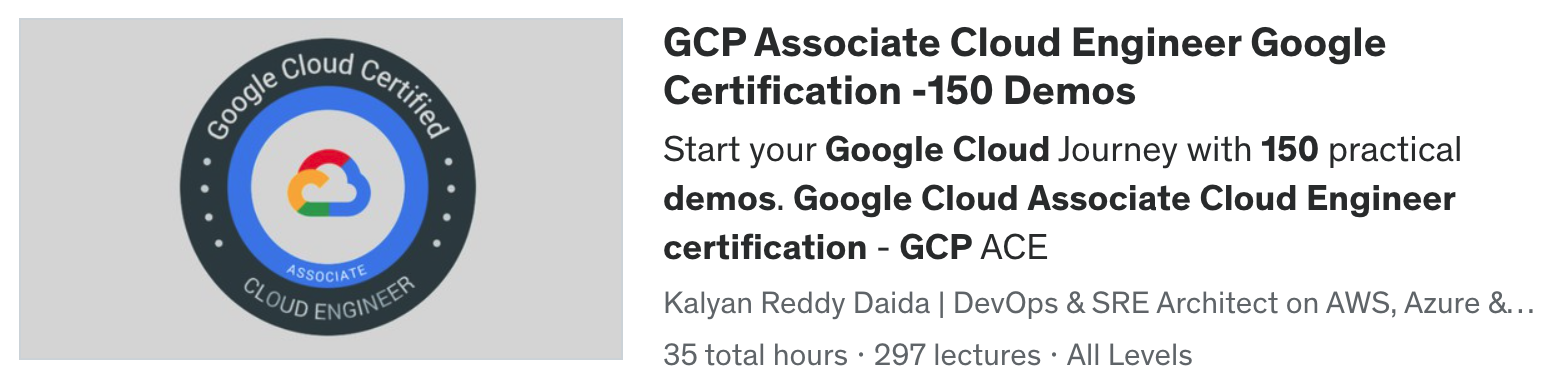 Google Cloud Certified
ASSOCIATE
CLOUD ENGINEER
GCP Associate Cloud Engineer Google
Certification -150 Demos
Start your Google Cloud Journey with 150 practical
demos. Google Cloud Associate Cloud Engineer
certification - GCP ACE
Kalyan Reddy Daida | DevOps & SRE Architect on AWS, Azure &...
35 total hours · 297 lectures · All Levels